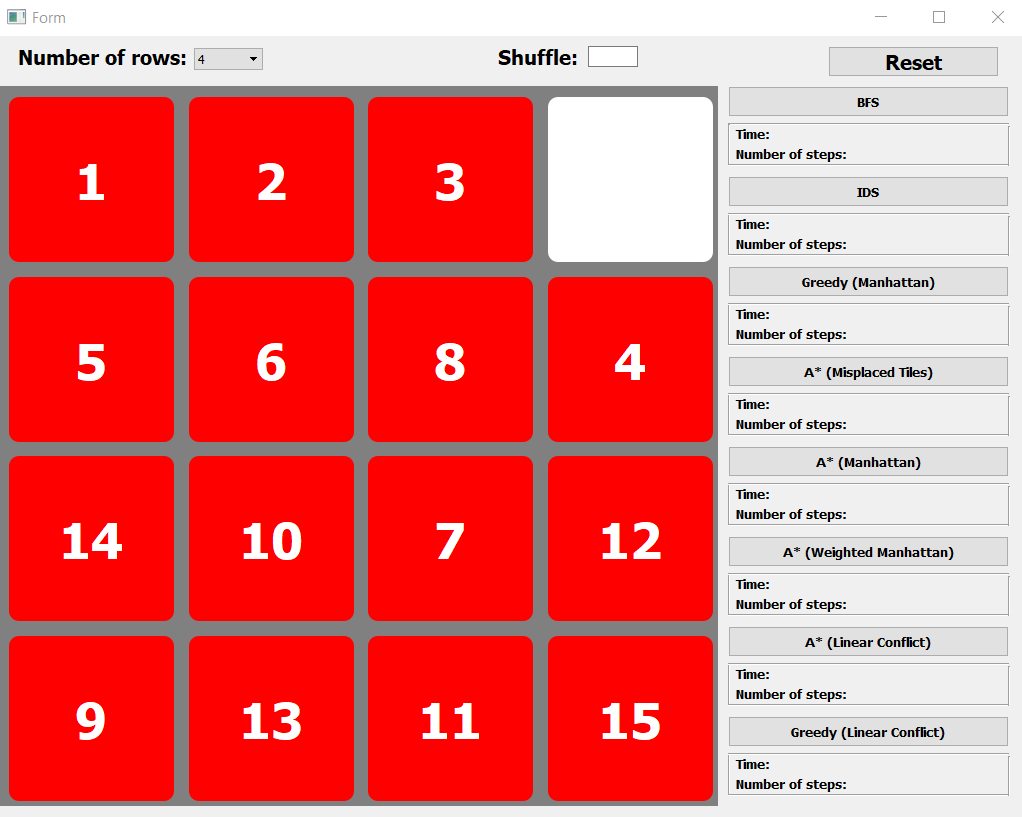 Form
Number of rows: 4 Shuffle: Reset
1 2 3
5 6 8 4
14 10 7 12
9 13 11 15
BFS
Time:
Number of steps:
IDS
Time:
Number of steps:
Greedy (Manhattan)
Time:
Number of steps:
A* (Misplaced Tiles)
Time:
Number of steps:
A* (Manhattan)
Time:
Number of steps:
A* (Weighted Manhattan)
Time:
Number of steps:
A* (Linear Conflict)
Time:
Number of steps:
Greedy (Linear Conflict)
Time:
Number of steps: